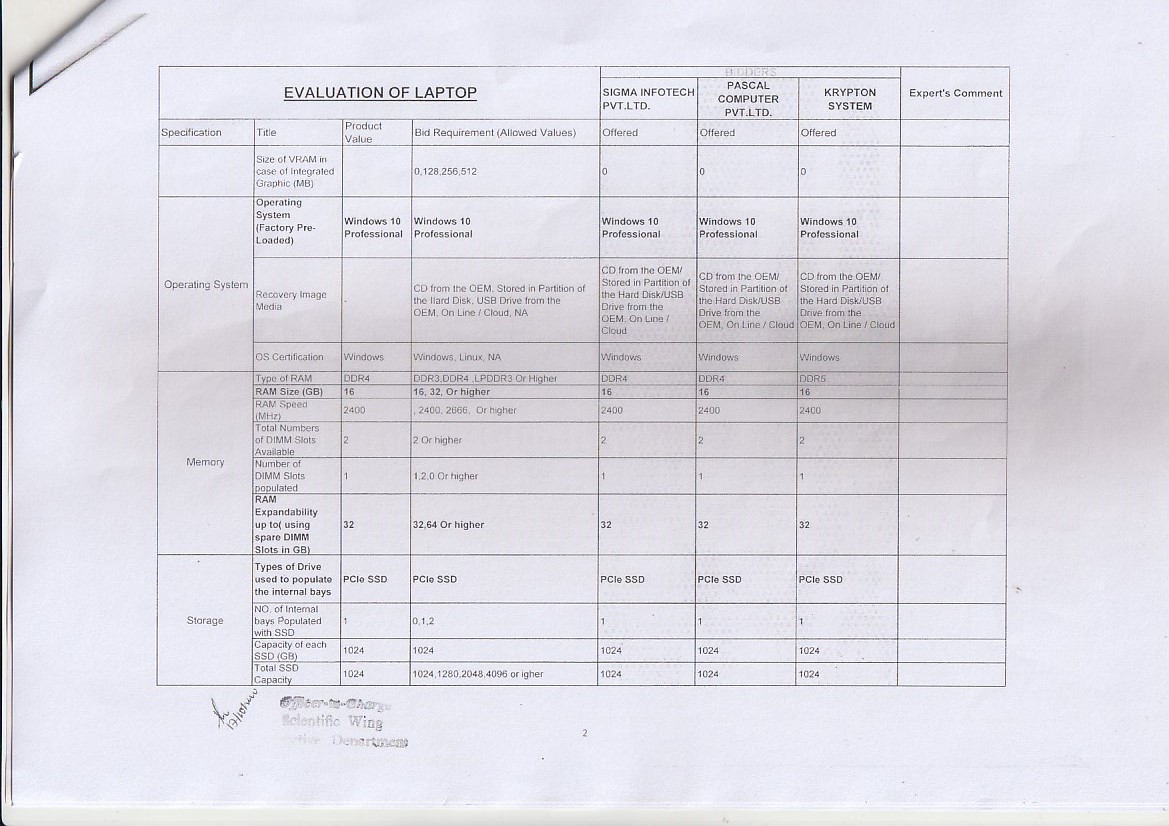 BIDDERS
EVALUATION OF LAPTOP
SIGMA INFOTECH
PVT.LTD.
PASCAL
COMPUTER
PVT.LTD.
KRYPTON
SYSTEM
Expert's Comment
Specification
Title
Product
Value
Bid Requirement (Allowed Values)
Offered
Offered
Offered
Size of VRAM in
case of Integrated
Graphic (MB)
0,128,256,512
0
0
0
Operating System
Operating
System
(Factory Pre-
Loaded)
Windows 10
Professional
Windows 10
Professional
Windows 10
Professional
Windows 10
Professional
Windows 10
Professional
Recovery Image
Media
CD from the OEM, Stored in Partition of
the Hard Disk, USB Drive from the
OEM, On Line / Cloud, NA
CD from the OEM/
Stored in Partition of
the Hard Disk/USB
Drive from the
OEM, On Line /
Cloud
CD from the OEM/
Stored in Partition of
the Hard Disk/USB
Drive from the
OEM, On Line / Cloud
CD from the OEM/
Stored in Partition of
the Hard Disk/USB
Drive from the
OEM, On Line / Cloud
OS Certification
Windows
Windows, Linux, NA
Windows
Windows
Windows
Memory
Type of RAM
DDR4
DDR3,DDR4 ,LPDDR3 Or Higher
DDR4
DDR4
DDR5
RAM Size (GB)
16
16, 32, Or higher
16
16
16
RAM Speed
(MHz)
2400
, 2400, 2666, Or higher
2400
2400
2400
Total Numbers
of DIMM Slots
Available
2
2 Or higher
2
2
2
Number of
DIMM Slots
populated
1
1,2,0 Or higher
1
1
1
RAM
Expandability
up to( using
spare DIMM
Slots in GB)
32
32,64 Or higher
32
32
32
Storage
Types of Drive
used to populate
the internal bays
PCIe SSD
PCIe SSD
PCIe SSD
PCIe SSD
PCIe SSD
NO. of Internal
bays Populated
with SSD
1
0,1,2
1
1
1
Capacity of each
SSD (GB)
1024
1024
1024
1024
1024
Total SSD
Capacity
1024
1024,1280,2048,4096 or igher
1024
1024
1024
Officer-in-Charge
Scientific Wing
Department
2